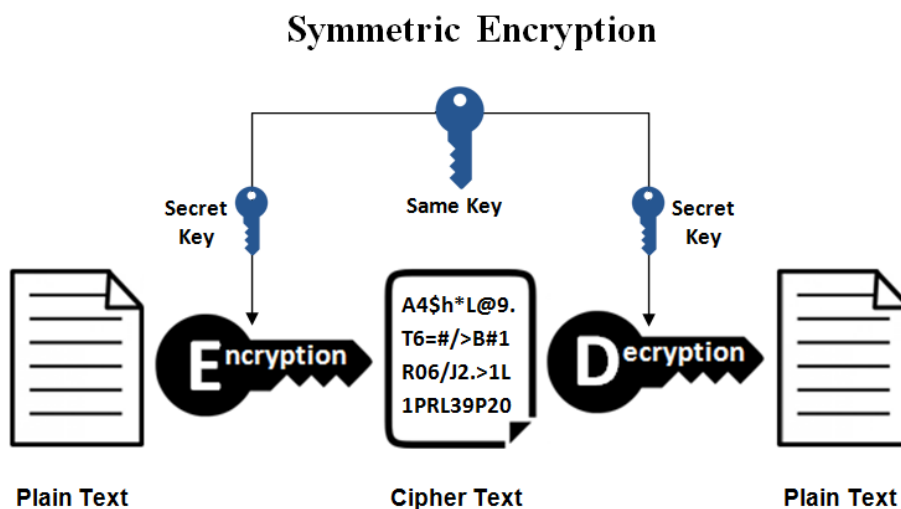 Symmetric Encryption
Secret
Key
Same Key
Secret
Key
Encryption
A4$h*L@9.
T6=#/>B#1
R06/J2.>1L
1PRL39P20
Decryption
Plain Text
Cipher Text
Plain Text